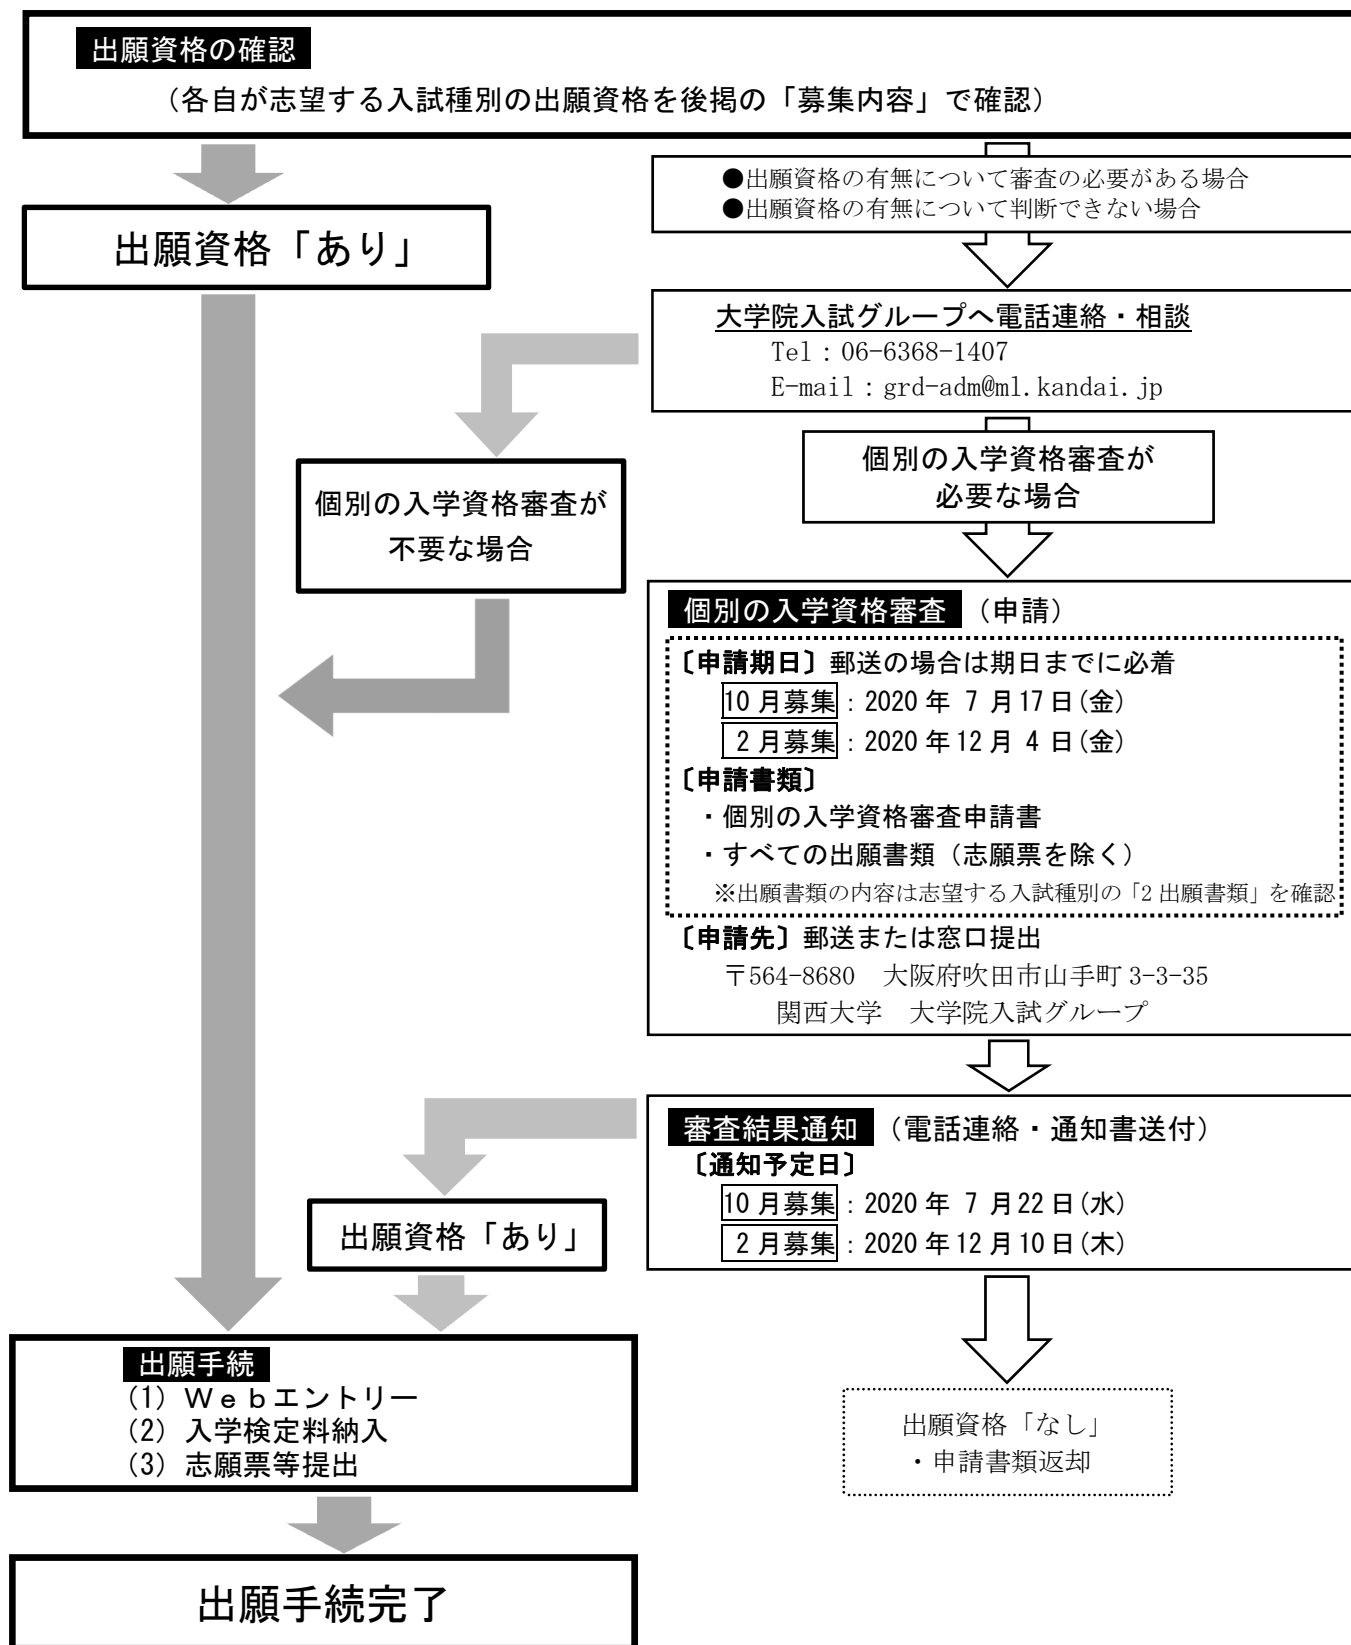 出願資格の確認
（各自が志望する入試種別の出願資格を後掲の「募集内容」で確認）
●出願資格の有無について審査の必要がある場合
●出願資格の有無について判断できない場合
出願資格「あり」
大学院入試グループへ電話連絡・相談
Tel：06-6368-1407
E-mail：grd-adm@ml.kandai.jp
個別の入学資格審査が
必要な場合
個別の入学資格審査が
不要な場合
個別の入学資格審査 （申請）
〔申請期日〕郵送の場合は期日までに必着
10月募集：2020年 7月17日(金)
2月募集：2020年12月 4日(金)
〔申請書類〕
・個別の入学資格審査申請書
・すべての出願書類（志願票を除く）
※出願書類の内容は志望する入試種別の「2 出願書類」を確認
〔申請先〕郵送または窓口提出
〒564-8680　大阪府吹田市山手町3-3-35
関西大学　大学院入試グループ
審査結果通知 （電話連絡・通知書送付）
〔通知予定日〕
10月募集：2020年 7月22日(水)
2月募集：2020年12月10日(木)
出願資格「あり」
出願手続
(1) Ｗｅｂエントリー
(2) 入学検定料納入
(3) 志願票等提出
出願資格「なし」
・申請書類返却
出願手続完了